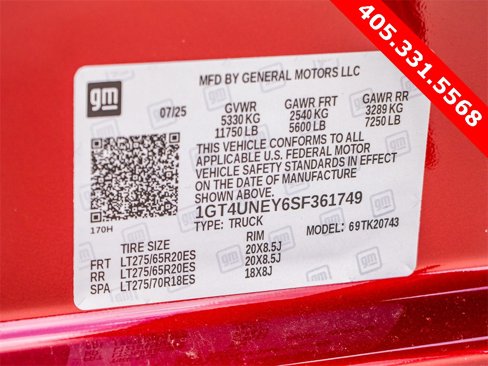 405.331.5568
gm
MFD BY GENERAL MOTORS LLC
07/25
GVWR GAWR FRT GAWR RR
5330 KG 2540 KG 3289 KG
11750 LB 5600 LB 7250 LB
THIS VEHICLE CONFORMS TO ALL
APPLICABLE U.S. FEDERAL MOTOR
VEHICLE SAFETY STANDARDS IN EFFECT
ON THE DATE OF MANUFACTURE
SHOWN ABOVE.
1GT4UNEY6SF361749
170H
TYPE: TRUCK MODEL: 69TK20743
TIRE SIZE RIM
FRT LT275/65R20ES 20X8.5J
RR LT275/65R20ES 20X8.5J
SPA LT275/70R18ES 18X8J